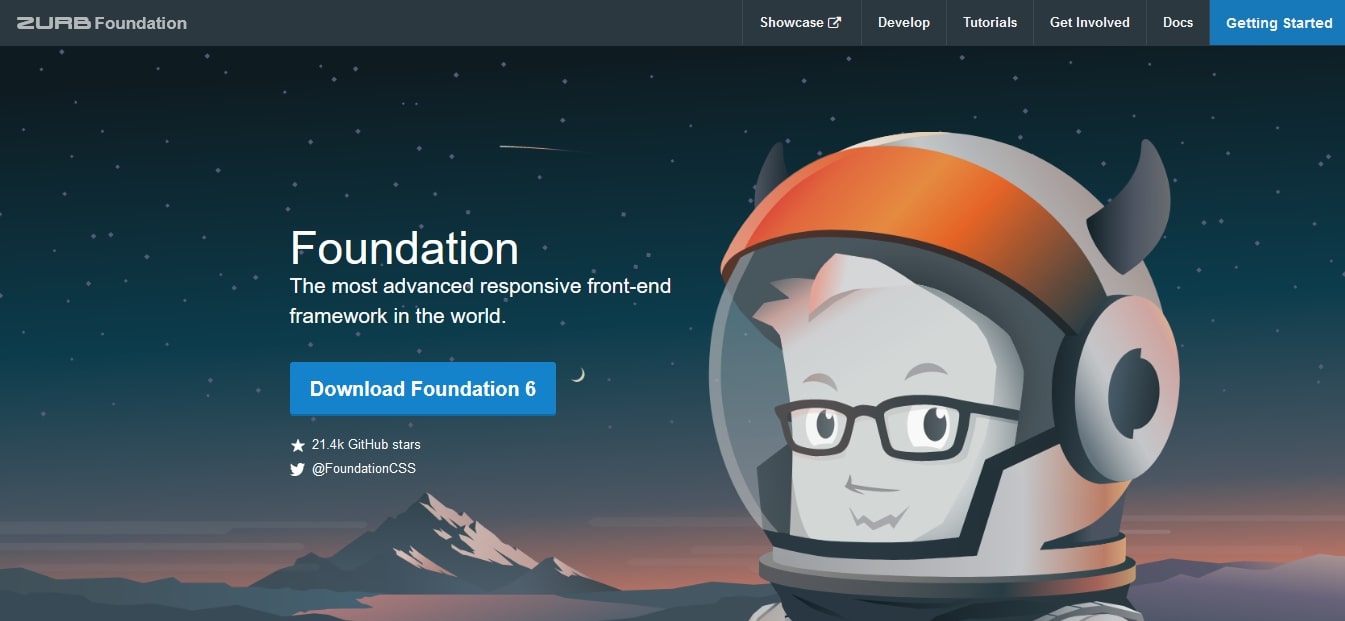 ZURB Foundation
Showcase
Develop
Tutorials
Get Involved
Docs
Getting Started
Foundation
The most advanced responsive front-end
framework in the world.
Download Foundation 6
21.4k GitHub stars
@FoundationCSS